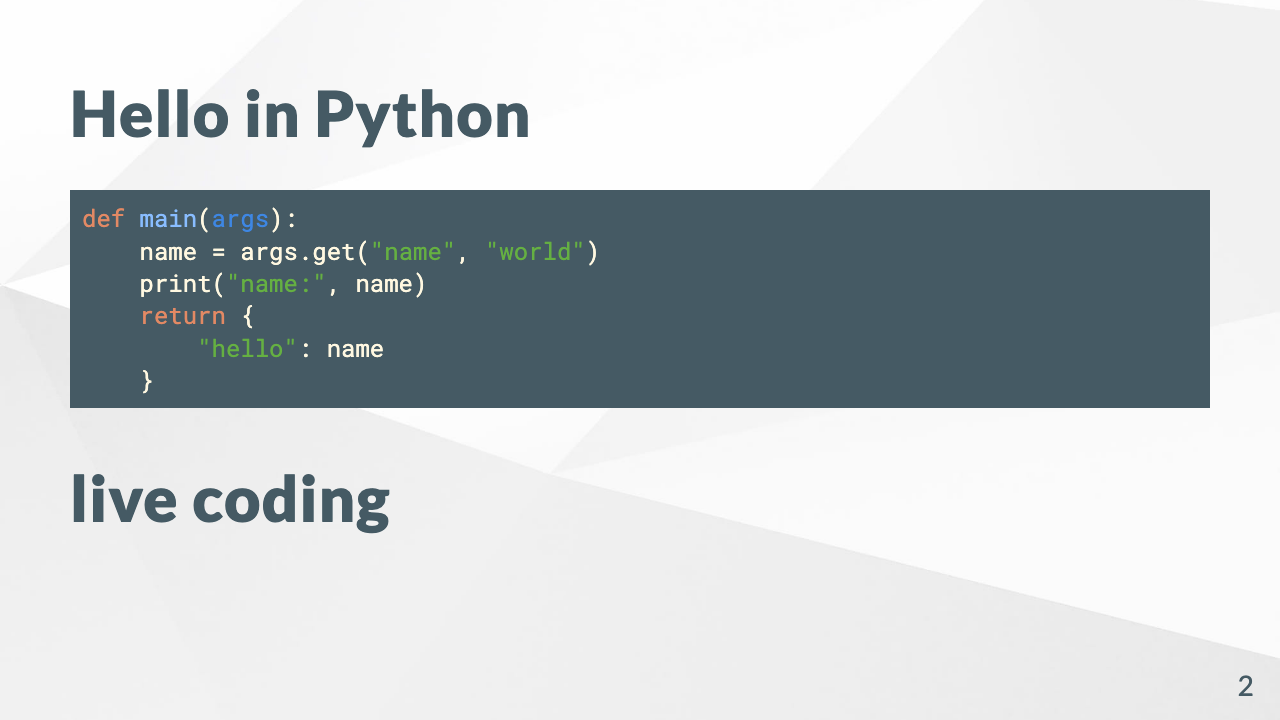 Hello in Python
def main(args):
    name = args.get("name", "world")
    print("name:", name)
    return {
        "hello": name
    }
live coding
2